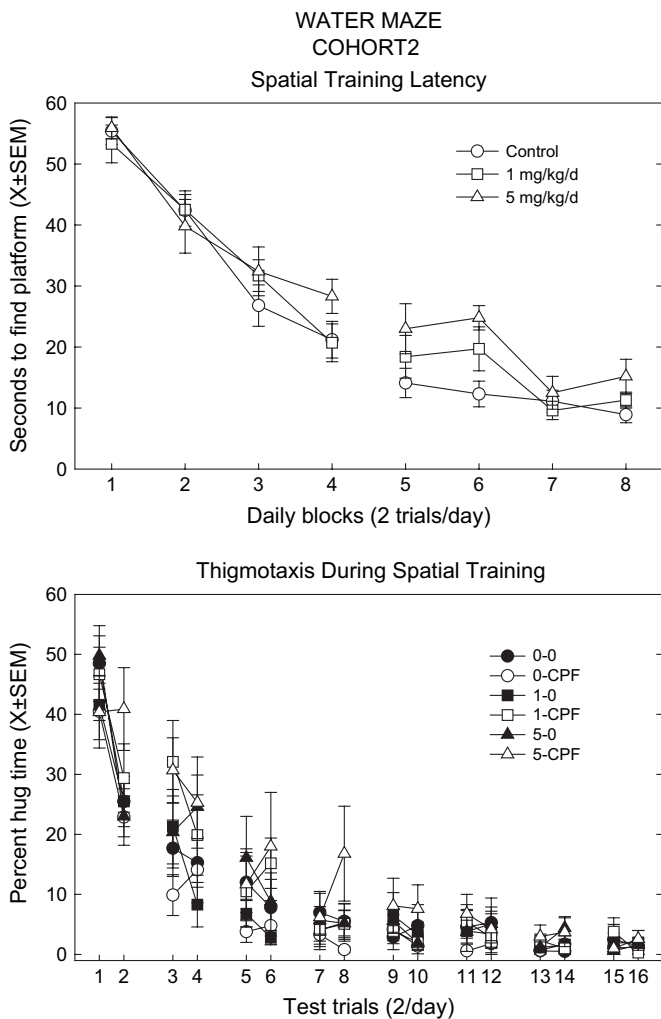 WATER MAZE
COHORT2
Spatial Training Latency
60
50
40
30
20
10
0
Seconds to find platform (X±SEM)
Control
1 mg/kg/d
5 mg/kg/d
1 2 3 4 5 6 7 8
Daily blocks (2 trials/day)
Thigmotaxis During Spatial Training
60
50
40
30
20
10
0
Percent hug time (X±SEM)
0-0
0-CPF
1-0
1-CPF
5-0
5-CPF
1 2 3 4 5 6 7 8 9 10 11 12 13 14 15 16
Test trials (2/day)